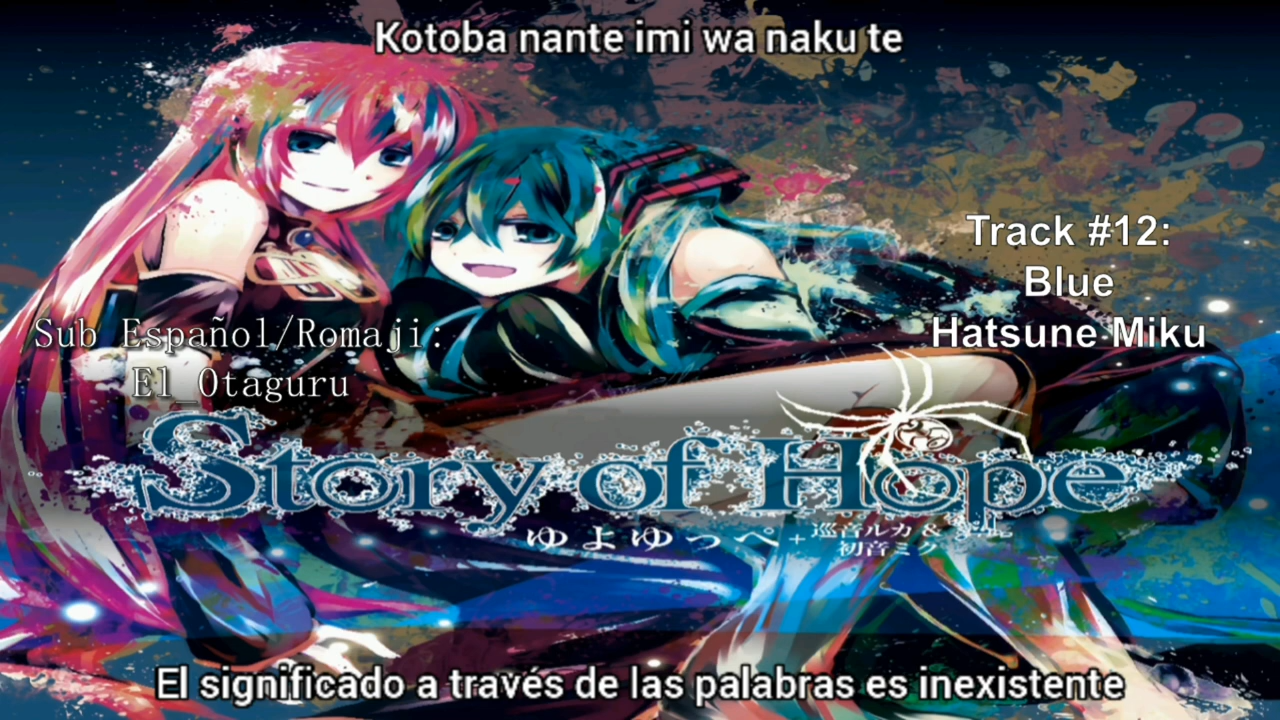 Kotoba nante imi wa naku te
Track #12:
Blue
Hatsune Miku
Sub Español/Romaji:
El_Otaguru
Story of Hope
ゆよゆっぺ+巡音ルカ &
初音ミク
El significado a través de las palabras es inexistente